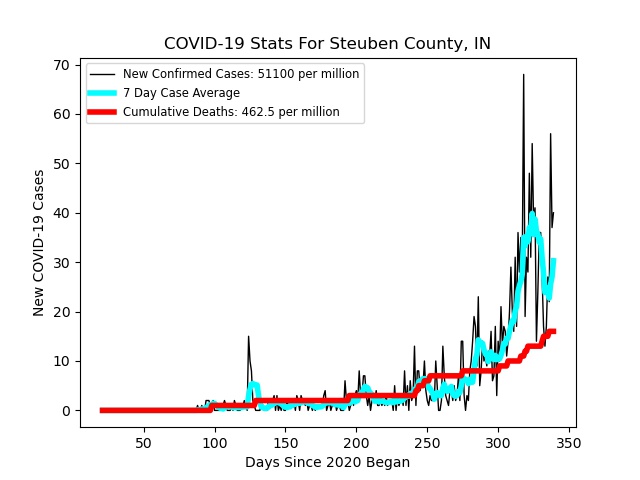 COVID-19 Stats For Steuben County, IN
New Confirmed Cases: 51100 per million
7 Day Case Average
Cumulative Deaths: 462.5 per million
New COVID-19 Cases
70
60
50
40
30
20
10
0
50 100 150 200 250 300 350
Days Since 2020 Began